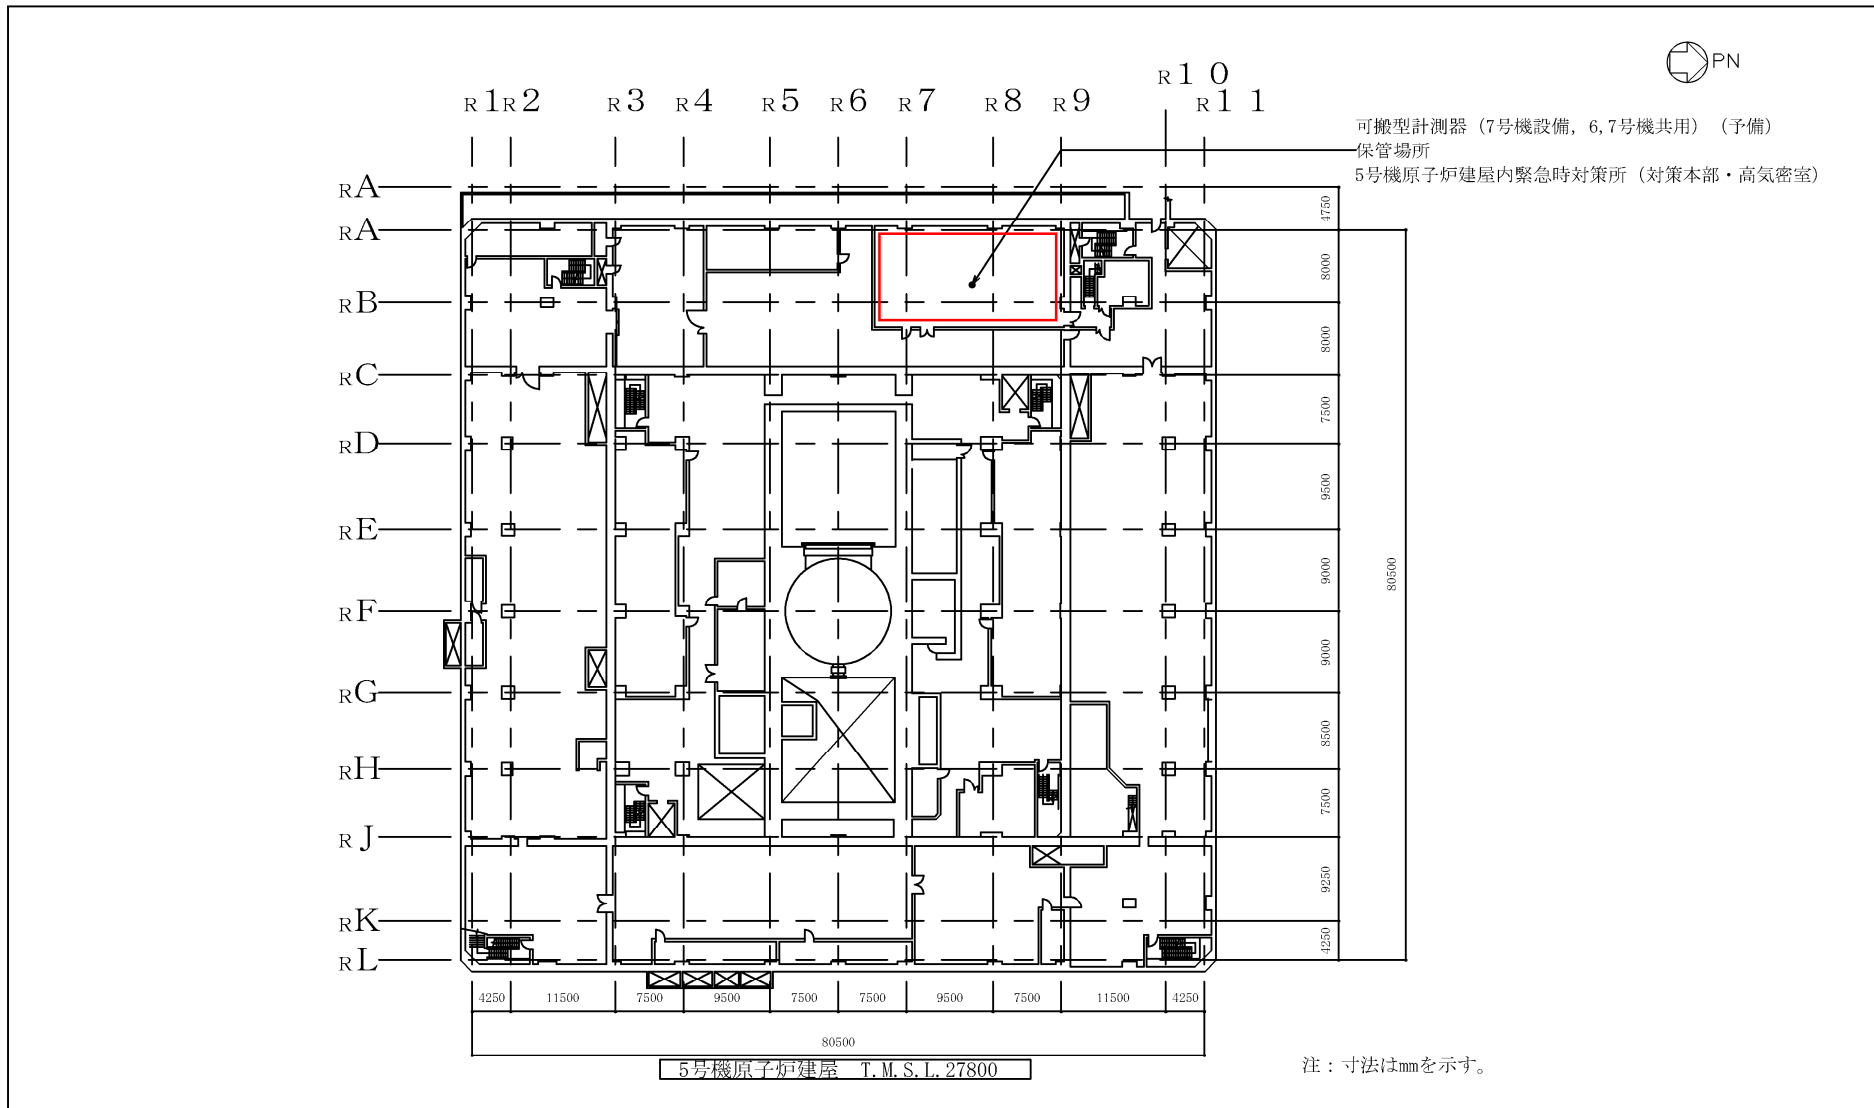 PN
R10
R1 R2 R3 R4 R5 R6 R7 R8 R9 R11
可搬型計測器（7号機設備, 6,7号機共用）（予備）
保管場所
5号機原子炉建屋内緊急時対策所（対策本部・高気密室）
RA
4750
RA
8000
RB
8000
RC
7500
RD
9500
RE
9000
80500
RF
9000
RG
8500
RH
7500
RJ
9250
RK
4250
RL
4250 11500 7500 9500 7500 7500 9500 7500 11500 4250
80500
5号機原子炉建屋 T.M.S.L.27800
注：寸法はmmを示す。